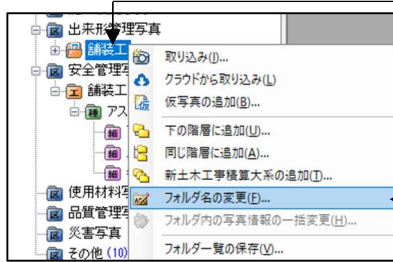 出来形管理写真
舗装工
安全管理写
舗装工
アス
細
細
細
使用材料写
品質管理写
災害写真
その他 (10)
取り込み(I)...
クラウドから取り込み(L)
仮写真の追加(B)...
下の階層に追加(U)...
同じ階層に追加(A)...
新土木工事積算大系の追加(T)...
フォルダ名の変更(F)...
フォルダ内の写真情報の一括変更(H)...
フォルダ一覧の保存(V)...